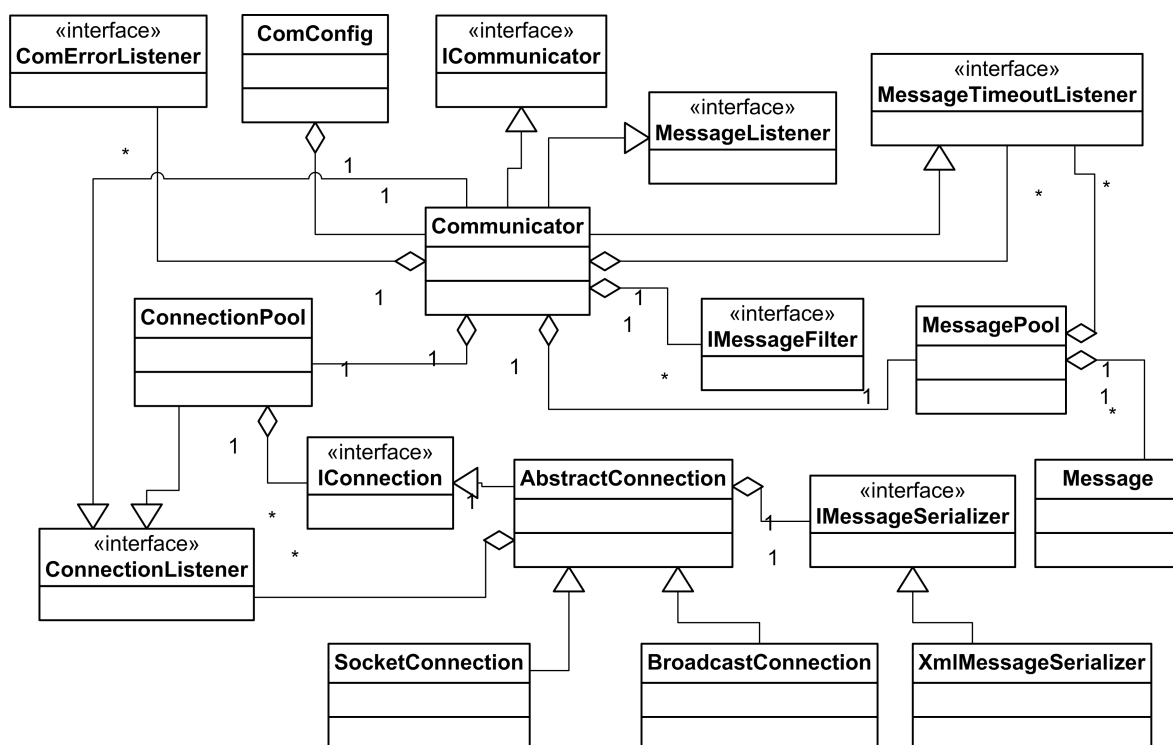 «interface»
ComErrorListener
ComConfig
«interface»
ICommunicator
«interface»
MessageListener
«interface»
MessageTimeoutListener
*
1
1
*
*
Communicator
1
1
1
ConnectionPool
«interface»
IMessageFilter
MessagePool
1
1
1
*
1
1
1
*
1
«interface»
IConnection
AbstractConnection
«interface»
IMessageSerializer
Message
1
*
1
*
1
«interface»
ConnectionListener
SocketConnection
BroadcastConnection
XmlMessageSerializer